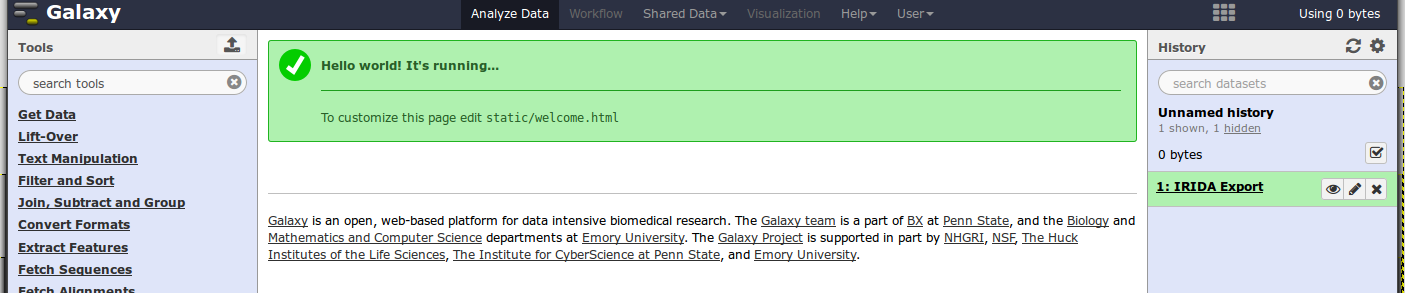 Galaxy
Analyze Data Workflow Shared Data Visualization Help User
Using 0 bytes
Tools
search tools
Get Data
Lift-Over
Text Manipulation
Filter and Sort
Join, Subtract and Group
Convert Formats
Extract Features
Fetch Sequences
Fetch Alignments
Hello world! It's running...
To customize this page edit static/welcome.html
Galaxy is an open, web-based platform for data intensive biomedical research. The Galaxy team is a part of BX at Penn State, and the Biology and
Mathematics and Computer Science departments at Emory University. The Galaxy Project is supported in part by NHGRI, NSF, The Huck
Institutes of the Life Sciences, The Institute for CyberScience at Penn State, and Emory University.
History
search datasets
Unnamed history
1 shown, 1 hidden
0 bytes
1: IRIDA Export